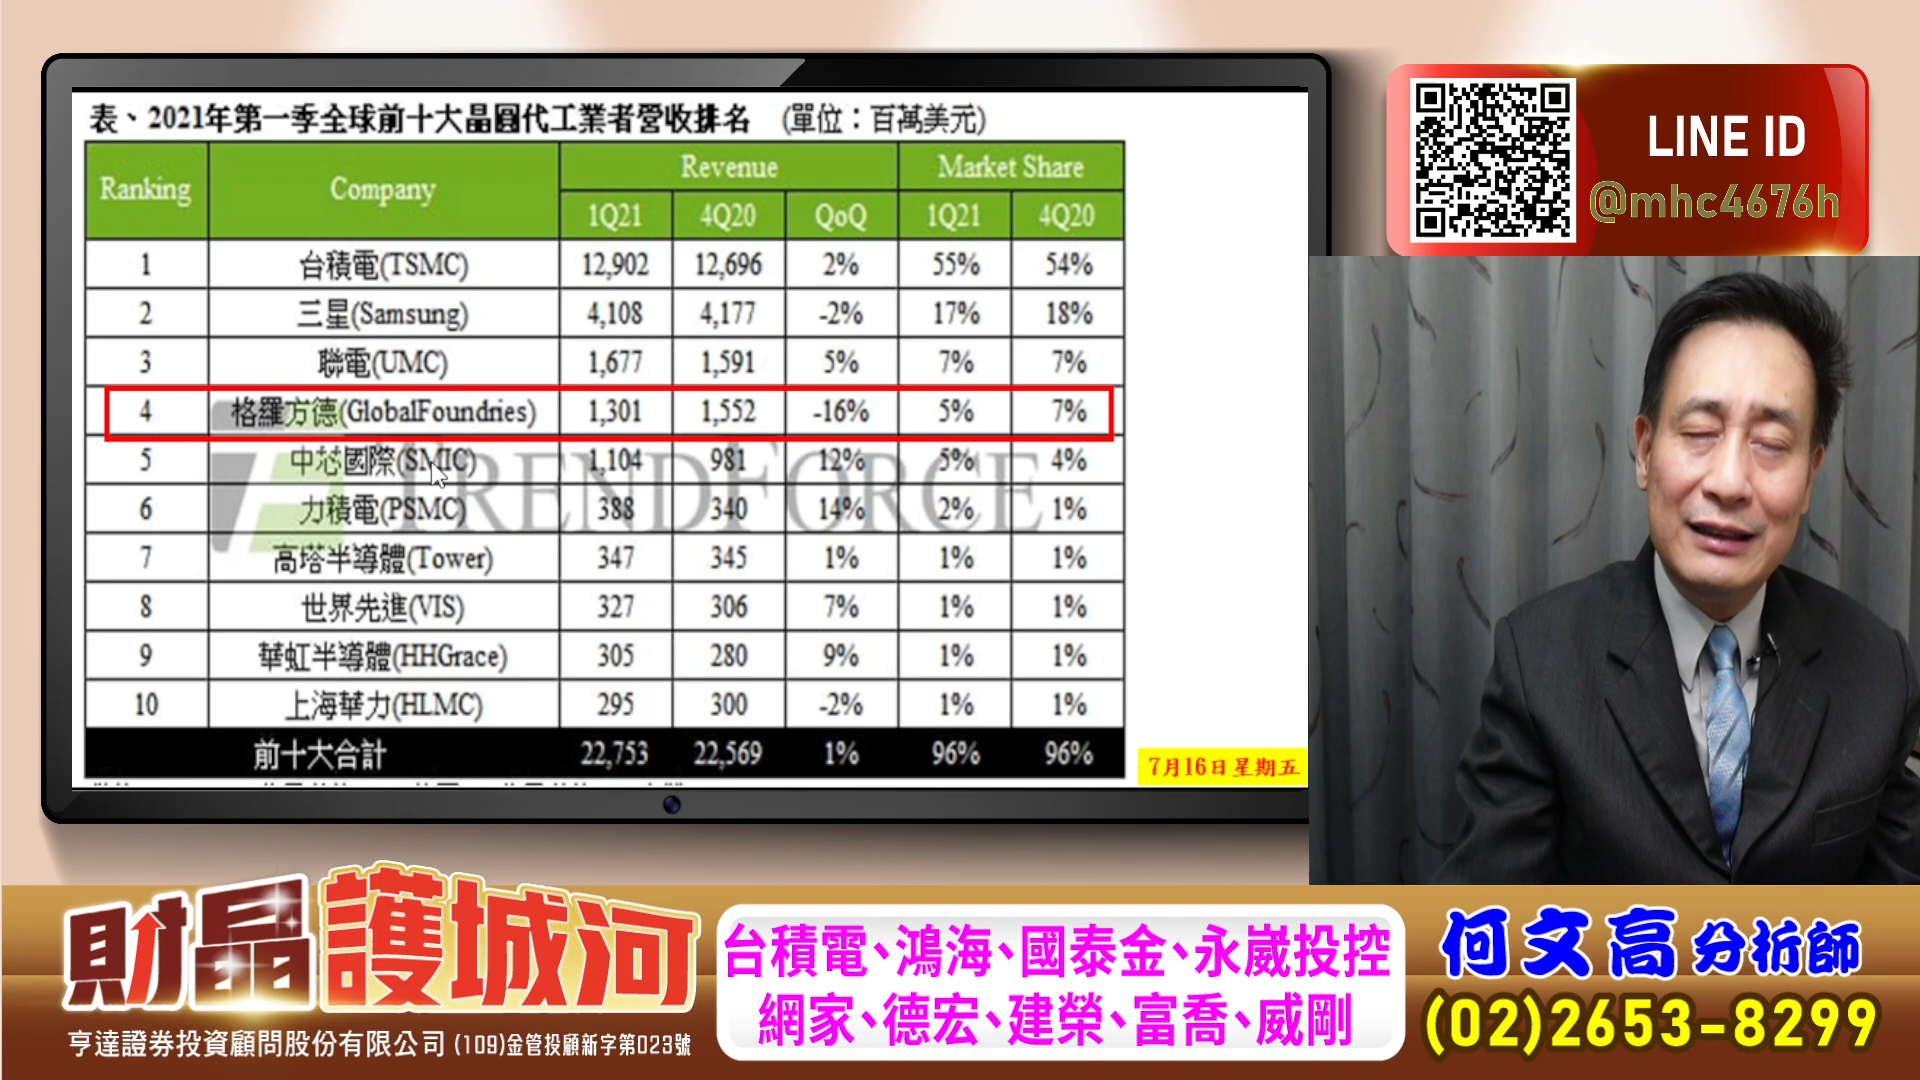 表、2021年第一季全球前十大晶圓代工業者營收排名 (單位：百萬美元)
Ranking Company Revenue Market Share
1Q21 4Q20 QoQ 1Q21 4Q20
1 台積電(TSMC) 12,902 12,696 2% 55% 54%
2 三星(Samsung) 4,108 4,177 -2% 17% 18%
3 聯電(UMC) 1,677 1,591 5% 7% 7%
4 格羅方德(GlobalFoundries) 1,301 1,552 -16% 5% 7%
5 中芯國際(SMIC) 1,104 981 12% 5% 4%
6 力積電(PSMC) 388 340 14% 2% 1%
7 高塔半導體(Tower) 347 345 1% 1% 1%
8 世界先進(VIS) 327 306 7% 1% 1%
9 華虹半導體(HHGrace) 305 280 9% 1% 1%
10 上海華力(HLMC) 295 300 -2% 1% 1%
前十大合計 22,753 22,569 1% 96% 96%
TRENDFORCE
7月16日星期五
LINE ID
@mhc4676h
財晶護城河
亨達證券投資顧問股份有限公司 (109)金管投顧新字第023號
台積電、鴻海、國泰金、永崴投控
網家、德宏、建榮、富喬、威剛
何文高分析師
(02)2653-8299